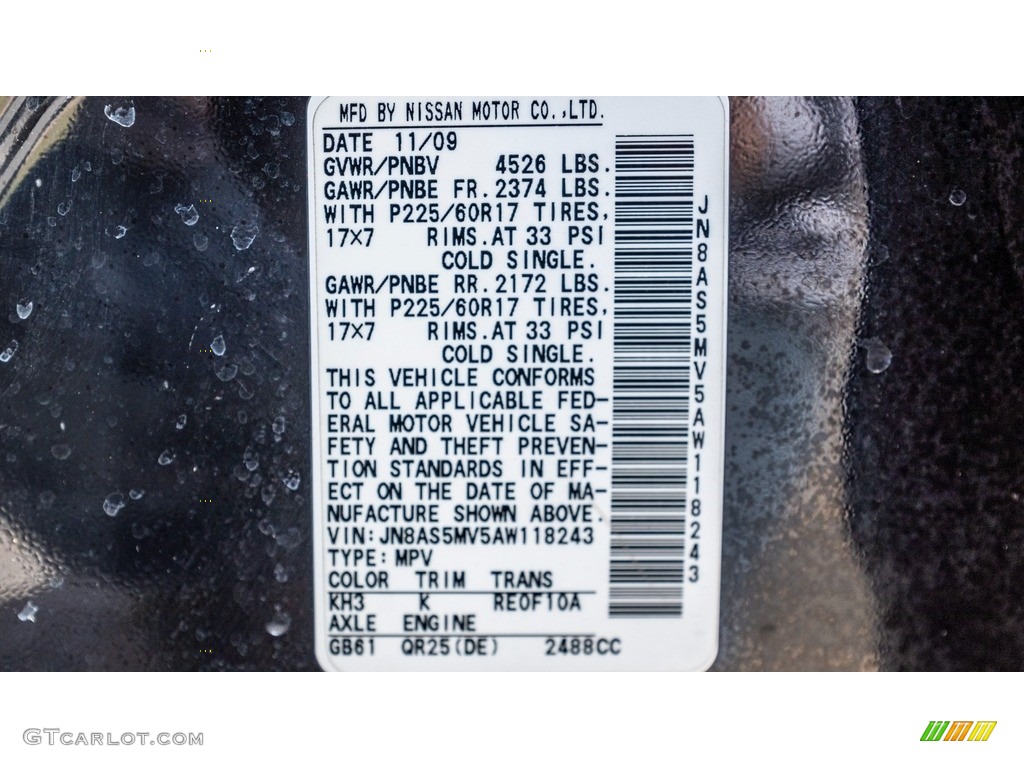 MFD BY NISSAN MOTOR CO.,LTD.
DATE 11/09
GVWR/PNBV 4526 LBS.
GAWR/PNBE FR.2374 LBS.
WITH P225/60R17 TIRES,
17×7 RIMS.AT 33 PSI
COLD SINGLE.
GAWR/PNBE RR.2172 LBS.
WITH P225/60R17 TIRES,
17×7 RIMS.AT 33 PSI
COLD SINGLE.
THIS VEHICLE CONFORMS
TO ALL APPLICABLE FED-
ERAL MOTOR VEHICLE SA-
FETY AND THEFT PREVEN-
TION STANDARDS IN EFF-
ECT ON THE DATE OF MA-
NUFACTURE SHOWN ABOVE.
VIN:JN8AS5MV5AW118243
TYPE:MPV
COLOR TRIM TRANS
KH3 K RE0F10A
AXLE ENGINE
GB61 QR25(DE) 2488CC
JN8AS5MV5AW118243
GTCARLOT.COM